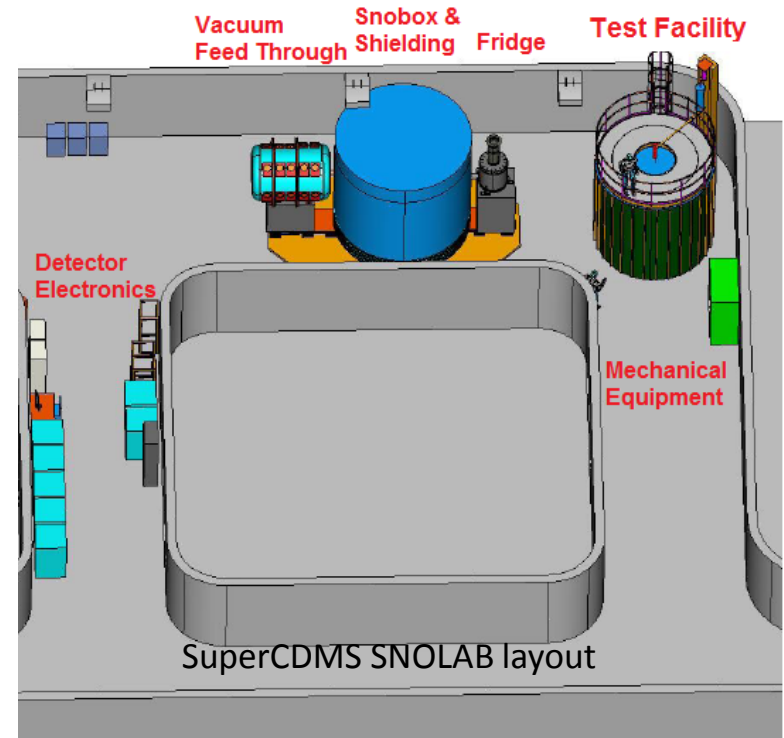 Vacuum
Feed Through
Snobox &
Shielding
Fridge
Test Facility
Detector
Electronics
Mechanical
Equipment
SuperCDMS SNOLAB layout